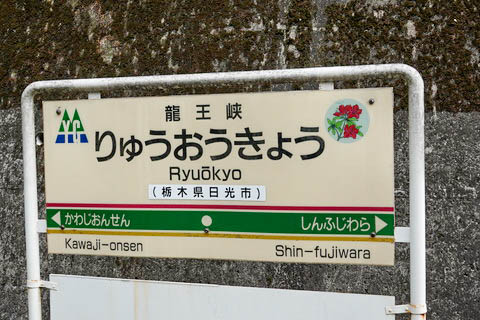 龍王峡
りゅうおうきょう
Ryuōkyo
(栃木県日光市)
かわじおんせん しんふじわら
Kawaji-onsen Shin-fujiwara